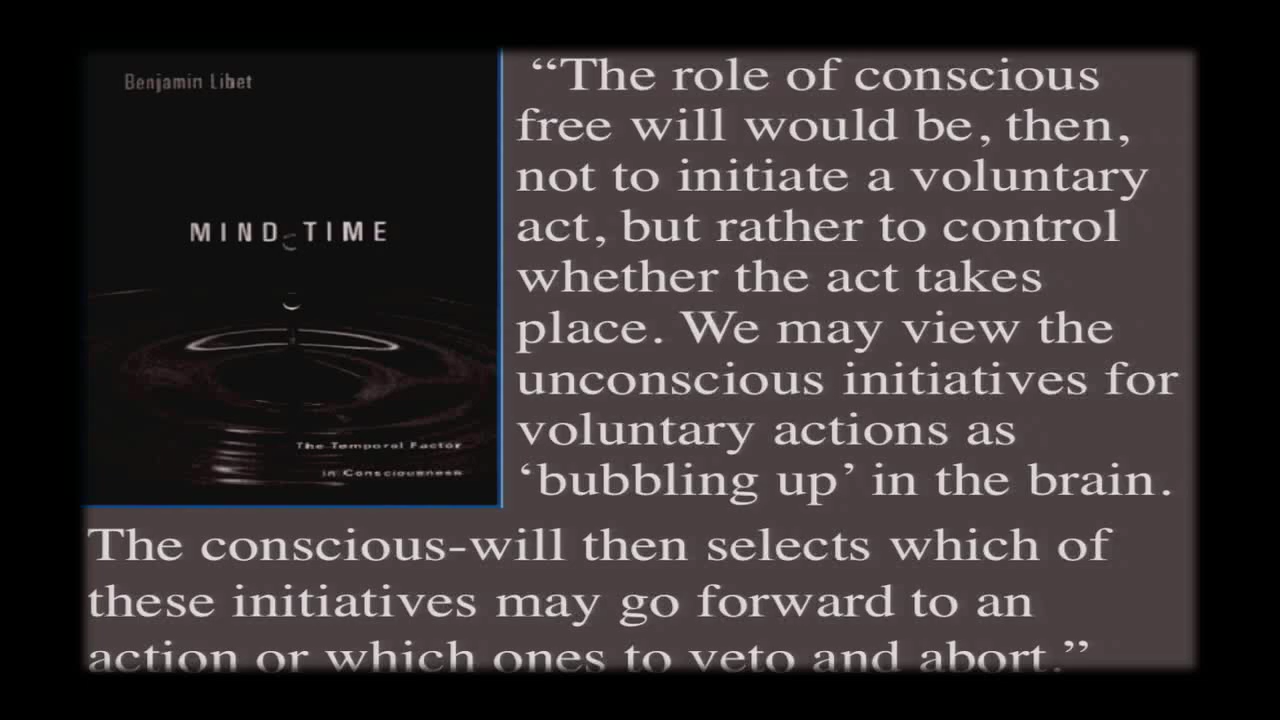 Benjamin Libet
MIND TIME
The Temporal Factor
in Consciousness
“The role of conscious
free will would be, then,
not to initiate a voluntary
act, but rather to control
whether the act takes
place. We may view the
unconscious initiatives for
voluntary actions as
‘bubbling up’ in the brain.
The conscious-will then selects which of
these initiatives may go forward to an
action or which ones to veto and abort.”